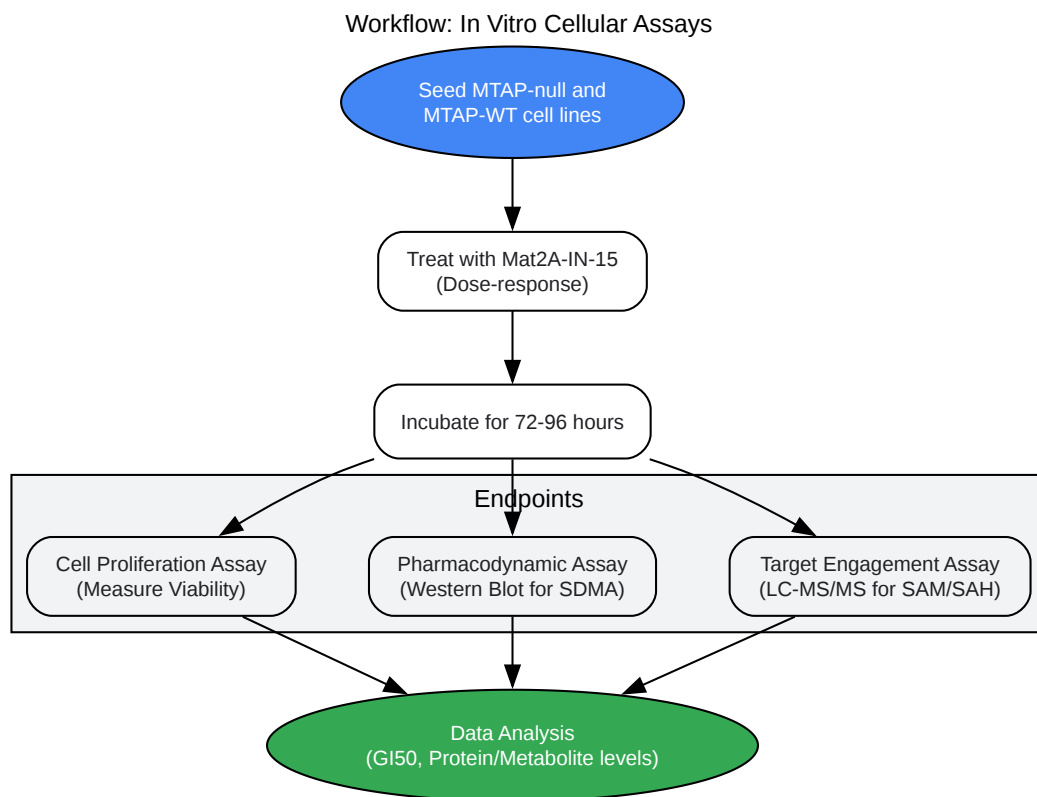 Workflow: In Vitro Cellular Assays
Seed MTAP-null and
MTAP-WT cell lines
Treat with Mat2A-IN-15
(Dose-response)
Incubate for 72-96 hours
Endpoints
Cell Proliferation Assay
(Measure Viability)
Pharmacodynamic Assay
(Western Blot for SDMA)
Target Engagement Assay
(LC-MS/MS for SAM/SAH)
Data Analysis
(GI50, Protein/Metabolite levels)